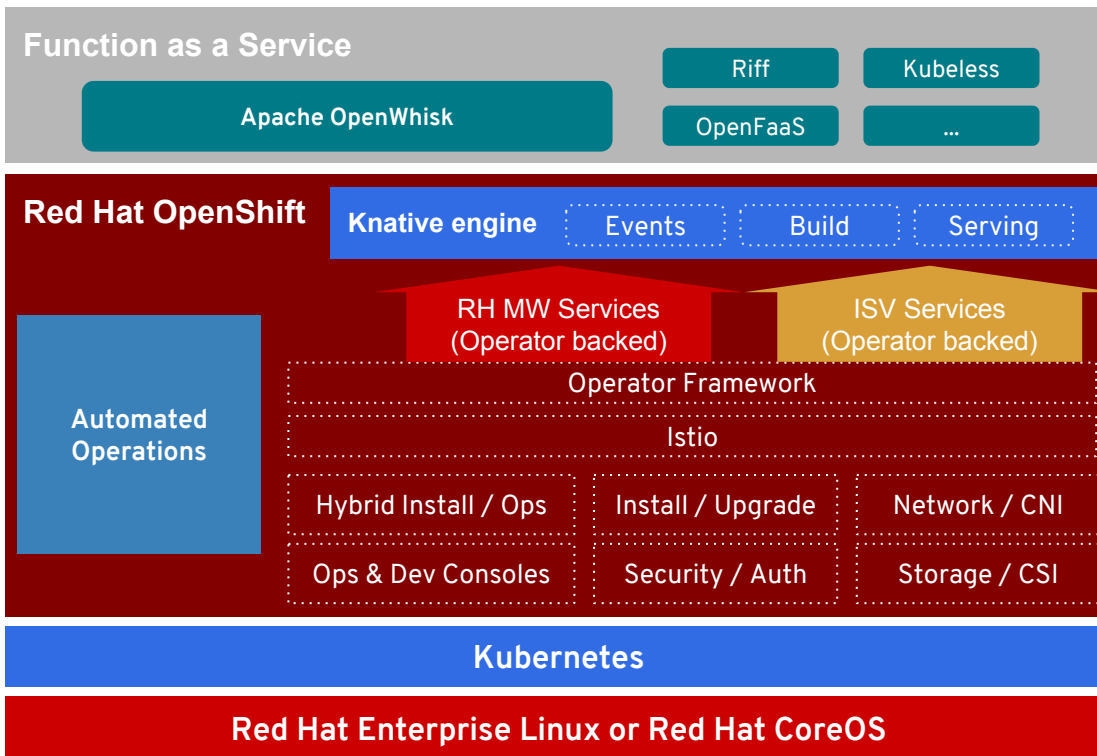 Function as a Service
Apache OpenWhisk
Riff
Kubeless
OpenFaaS
...
Red Hat OpenShift
Knative engine
Events
Build
Serving
RH MW Services
(Operator backed)
ISV Services
(Operator backed)
Automated
Operations
Operator Framework
Istio
Hybrid Install / Ops
Install / Upgrade
Network / CNI
Ops & Dev Consoles
Security / Auth
Storage / CSI
Kubernetes
Red Hat Enterprise Linux or Red Hat CoreOS